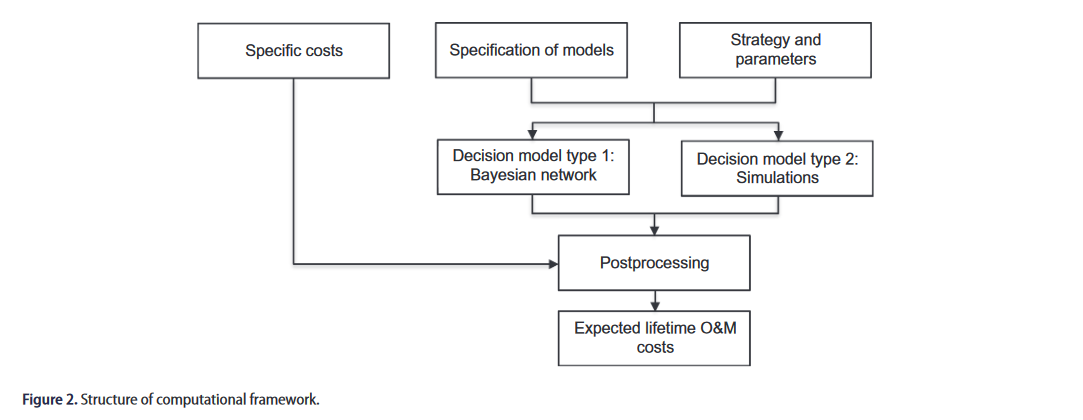 Specific costs
Specification of models
Strategy and
parameters
Decision model type 1:
Bayesian network
Decision model type 2:
Simulations
Postprocessing
Expected lifetime O&M
costs
Figure 2. Structure of computational framework.